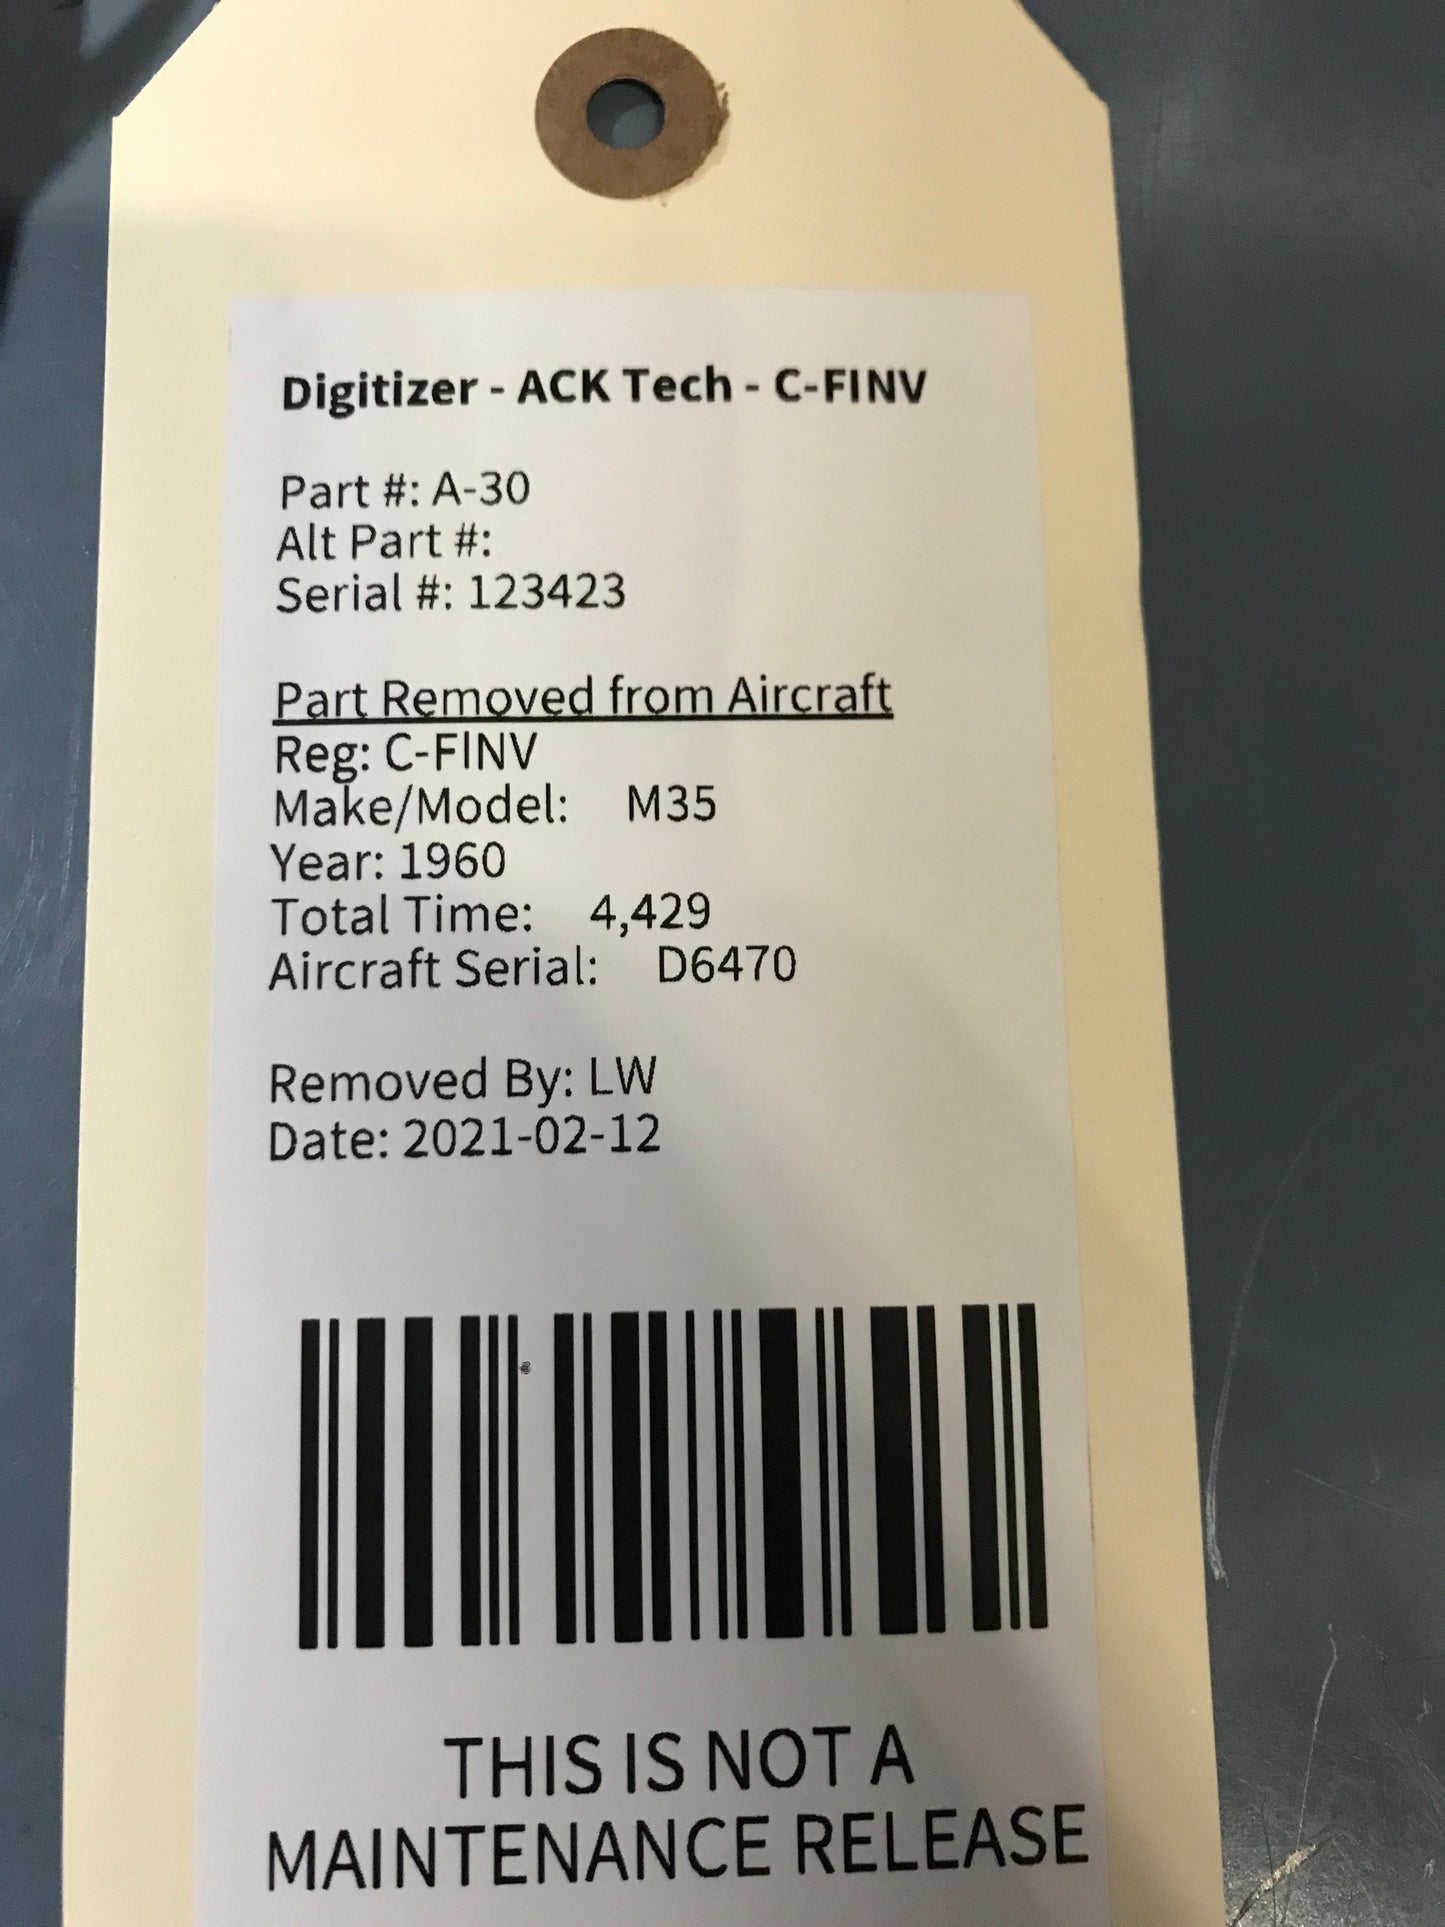 Digitizer - ACK Tech - C-FINV
Part #: A-30
Alt Part #:
Serial #: 123423
Part Removed from Aircraft
Reg: C-FINV
Make/Model: M35
Year: 1960
Total Time: 4,429
Aircraft Serial: D6470
Removed By: LW
Date: 2021-02-12
THIS IS NOT A
MAINTENANCE RELEASE